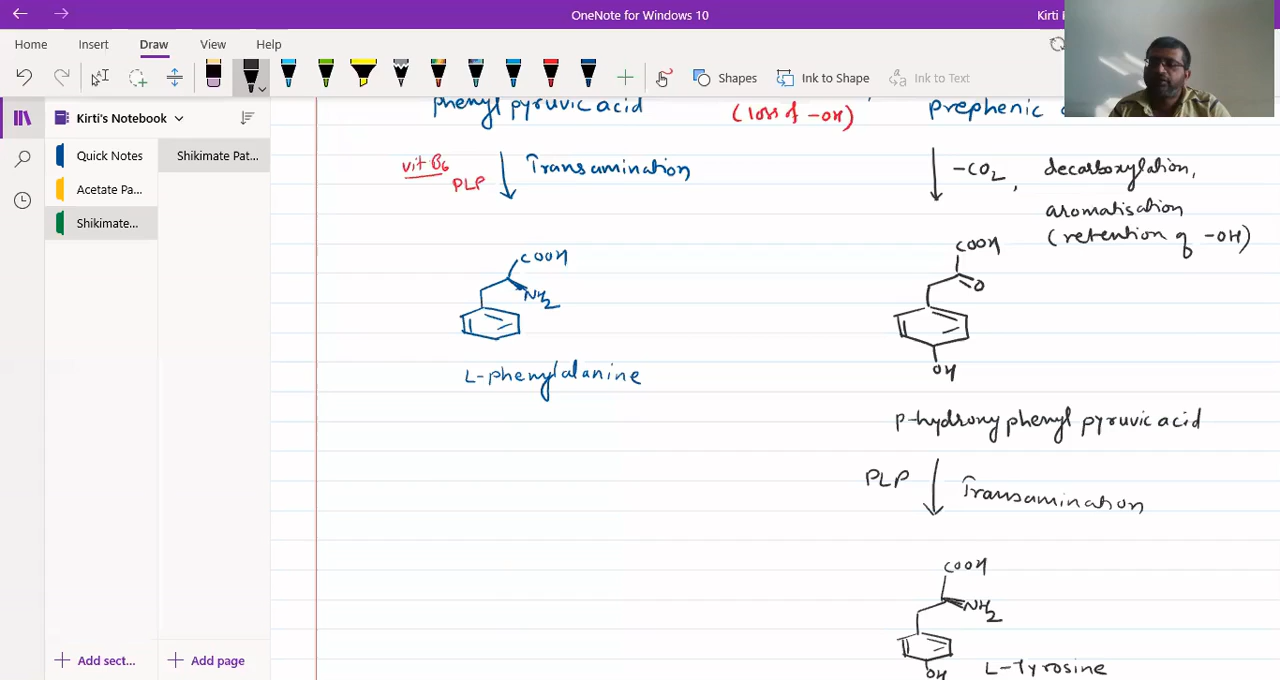 OneNote for Windows 10
Kirti
Home Insert Draw View Help
Shapes Ink to Shape Ink to Text
Kirti's Notebook
Quick Notes
Acetate Pa...
Shikimate...
Shikimate Pat...
phenyl pyruvic acid
(loss of -OH)
prephenic
vit B6
PLP
Transamination
-CO2, decarboxylation,
aromatisation
(retention of -OH)
COOH
NH2
L-phenylalanine
COOH
O
OH
p-hydroxy phenyl pyruvic acid
PLP Transamination
COOH
NH2
OH
L-Tyrosine
Add sect...
Add page